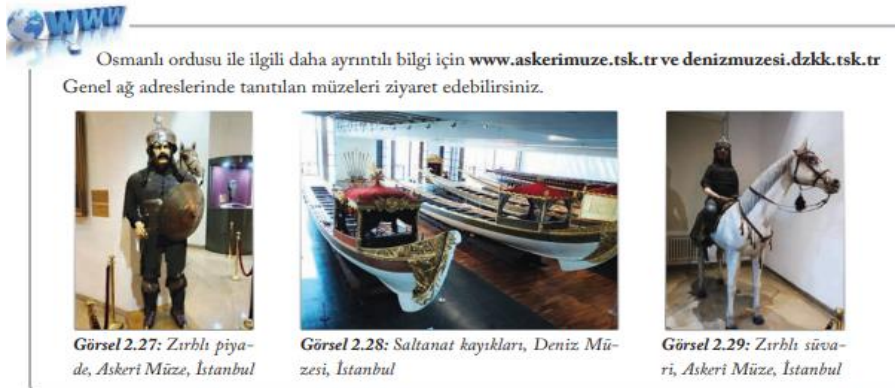 www
Osmanlı ordusu ile ilgili daha ayrıntılı bilgi için www.askerimuze.tsk.tr ve denizmuzesi.dzkk.tsk.tr
Genel ağ adreslerinde tanıtılan müzeleri ziyaret edebilirsiniz.
Görsel 2.27: Zırhlı piya-
de, Askerî Müze, İstanbul
Görsel 2.28: Saltanat kayıkları, Deniz Mü-
zesi, İstanbul
Görsel 2.29: Zırhlı süva-
ri, Askerî Müze, İstanbul